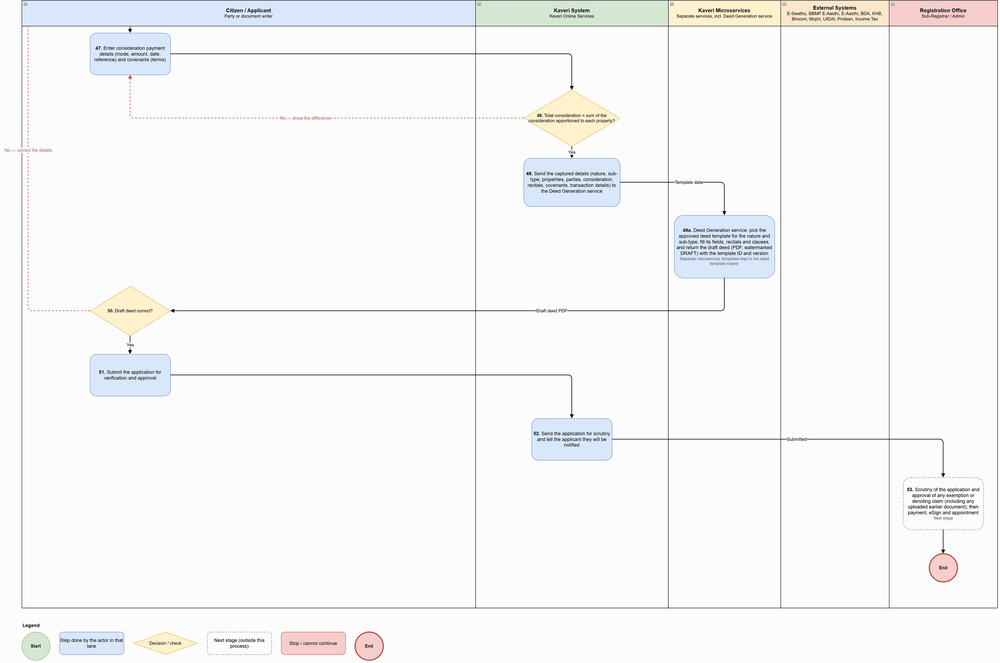 Citizen / Applicant
Party or document writer
Kaveri System
Kaveri Online Services
Kaveri Microservices
Separate services, incl. Deed Generation service
External Systems
E-Swathu, BBMP E-Aasthi, E-Aasthi, BDA, KHB,
Bhoomi, Mojini, UIDAI, Protean, Income Tax
Registration Office
Sub-Registrar / Admin
47. Enter consideration payment
details (mode, amount, date,
reference) and covenants (terms)
48. Total consideration = sum of the
consideration apportioned to each property?
No — show the difference
No — correct the details
Yes
49. Send the captured details (nature, sub-
type, properties, parties, consideration,
recitals, covenants, transaction details) to
the Deed Generation service
Template data
49a. Deed Generation service: pick the
approved deed template for the nature and
sub-type, fill its fields, recitals and clauses,
and return the draft deed (PDF, watermarked
DRAFT) with the template ID and version
Separate microservice; templates kept in the deed
template master
50. Draft deed correct?
Draft deed PDF
Yes
51. Submit the application for
verification and approval
52. Send the application for scrutiny
and tell the applicant they will be
notified
Submitted
53. Scrutiny of the application and
approval of any exemption or
denoting claim (including any
uploaded earlier document); then
payment, eSign and appointment
Next stage
End
Legend
Start
Step done by the actor in that
lane
Decision / check
Next stage (outside this
process)
Stop / cannot continue
End